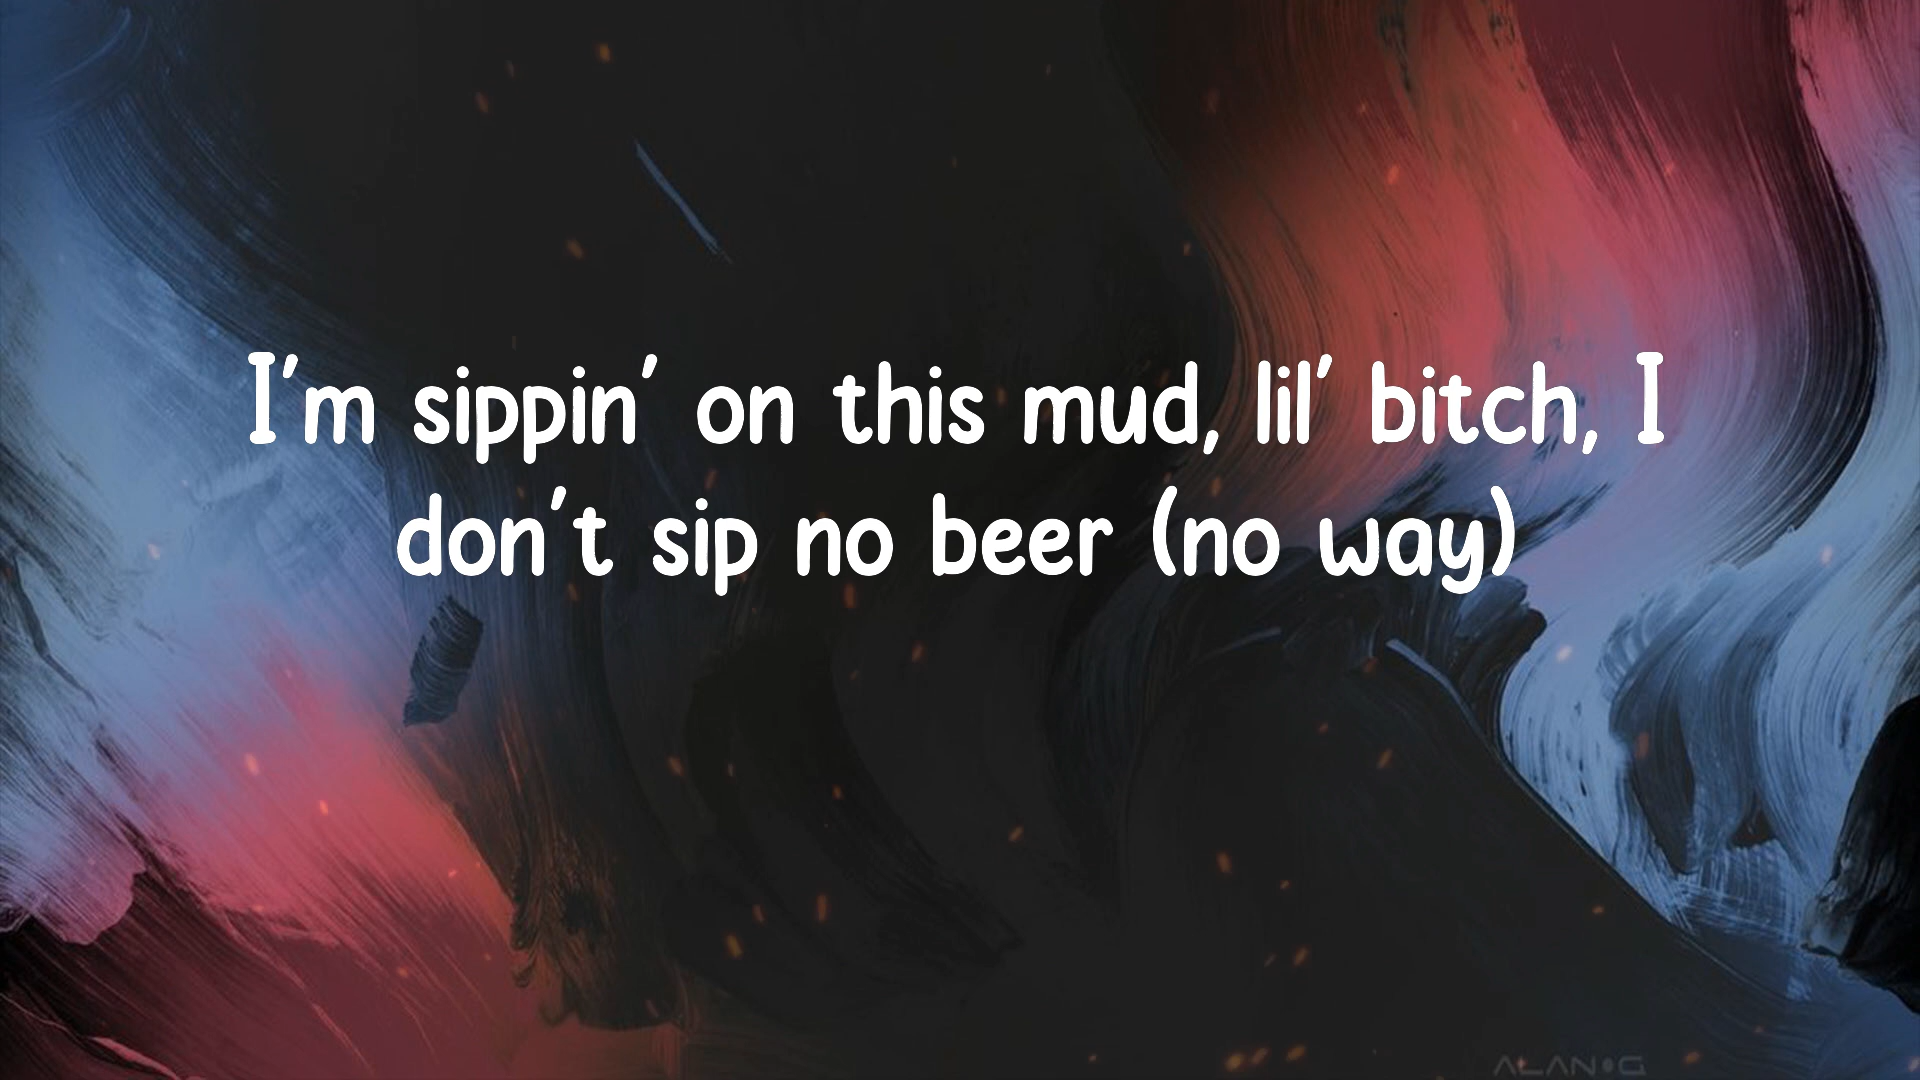 I'm sippin' on this mud, lil' bitch, I
don't sip no beer (no way)
ALAN G